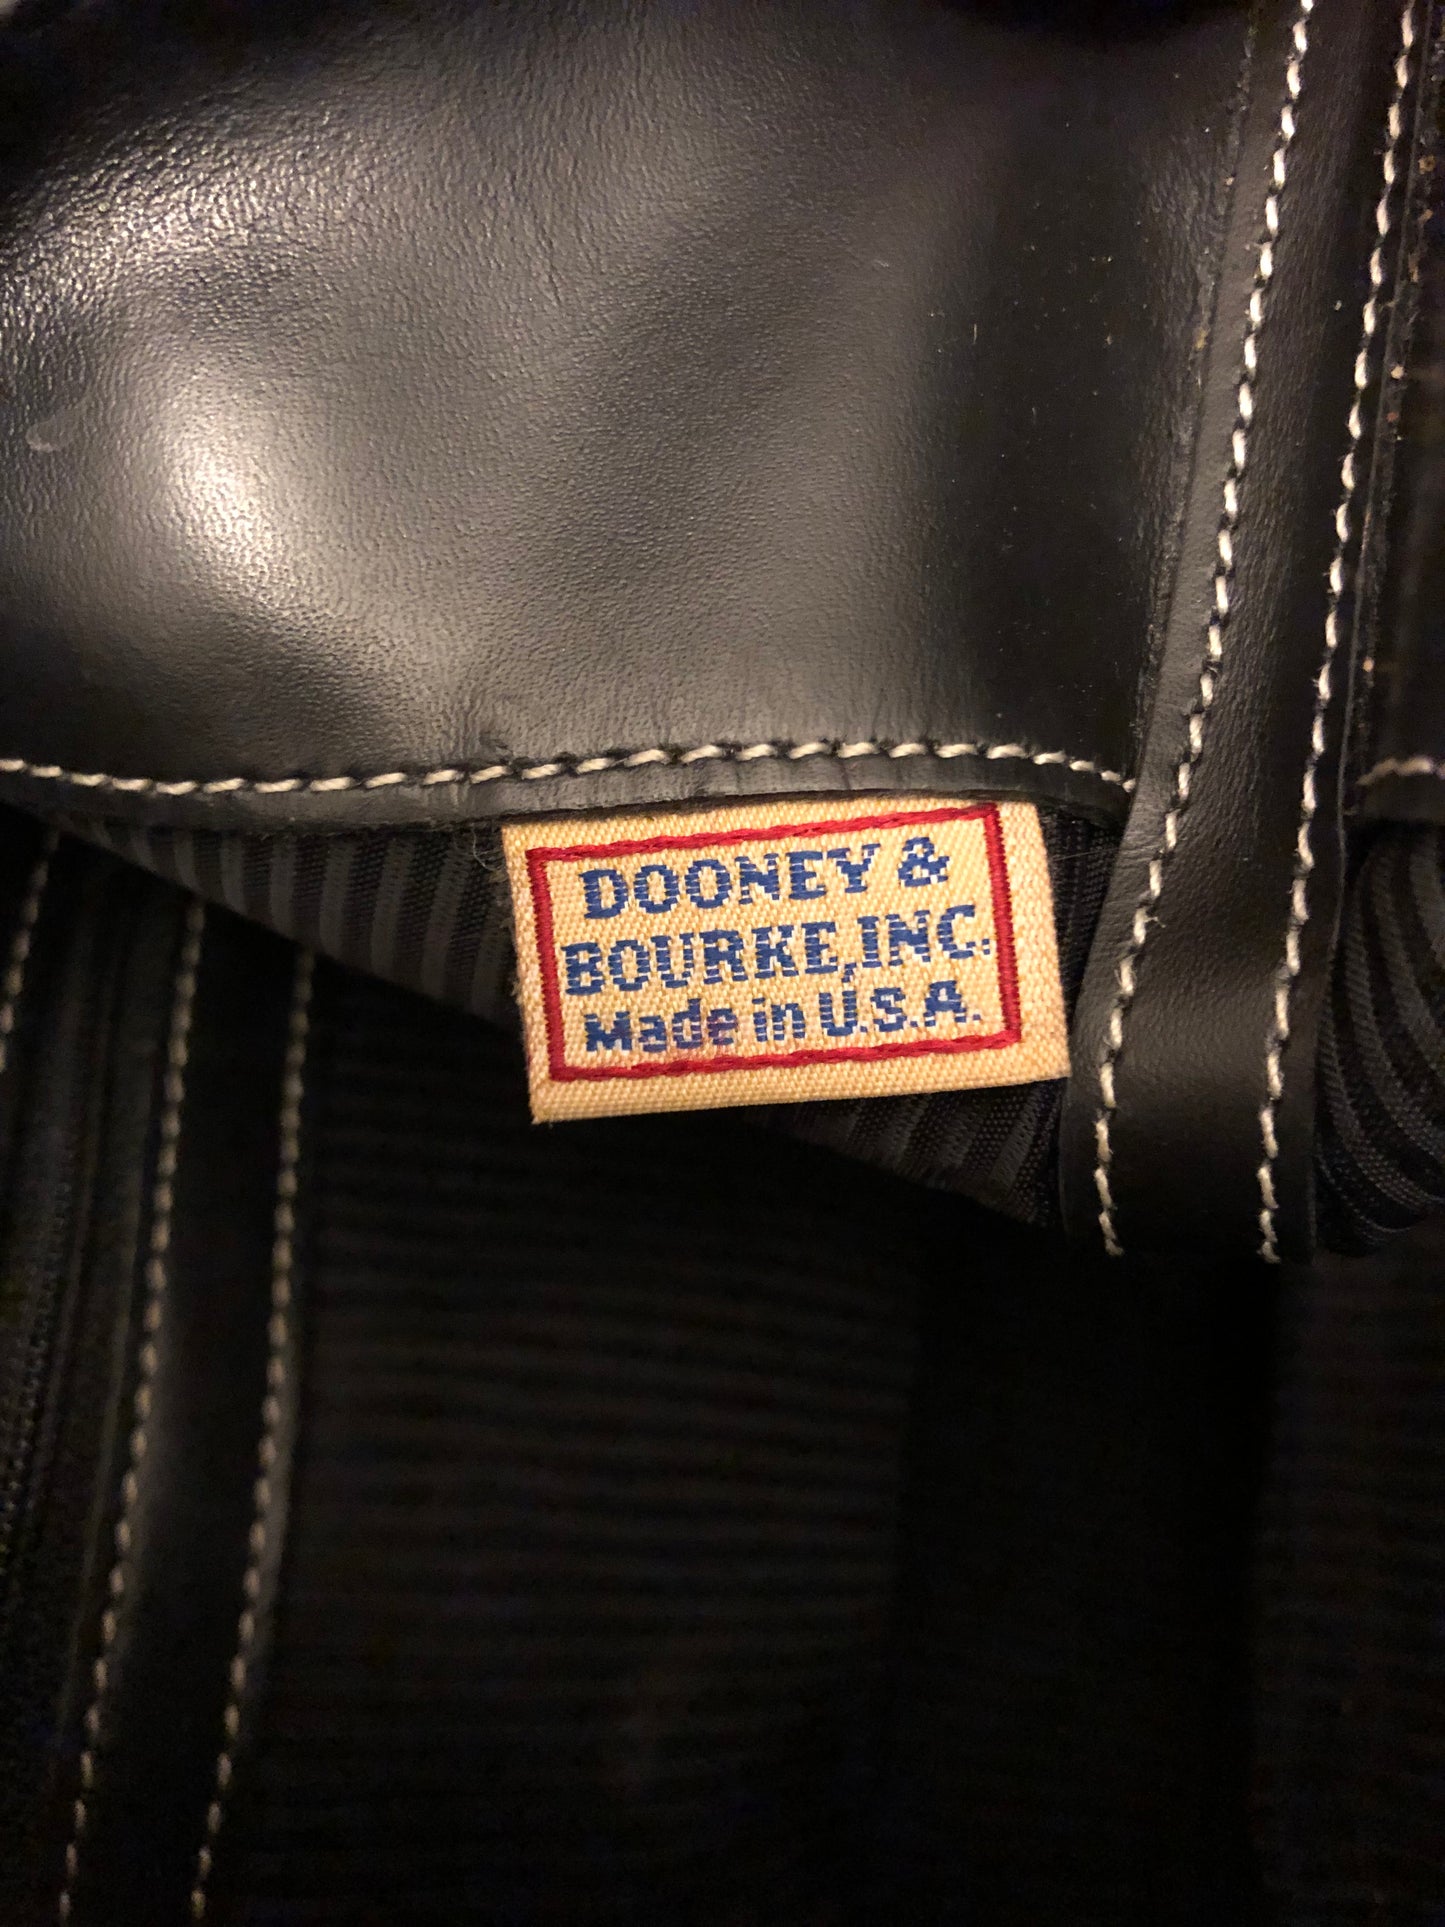 DOONEY &
BOURKE, INC.
Made in U.S.A.